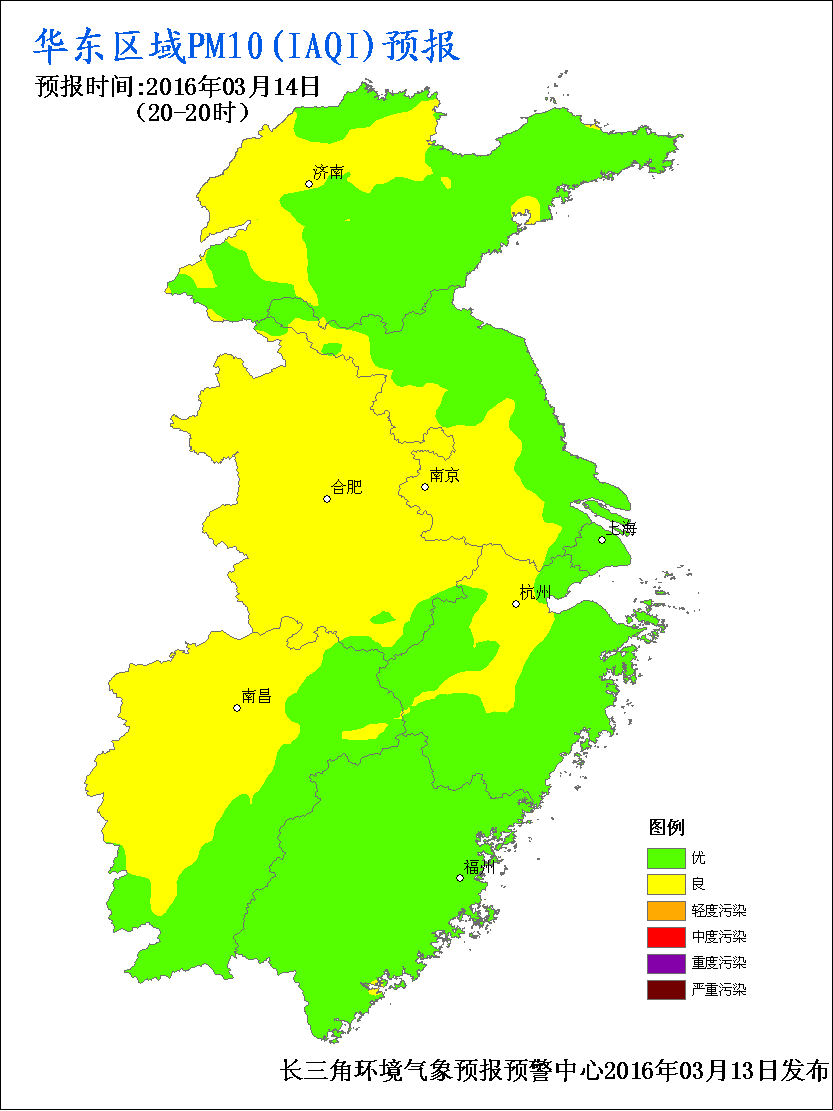 华东区域PM10(IAQI)预报
预报时间:2016年03月14日
(20-20时)
济南
南京
合肥
上海
杭州
南昌
福州
图例
优
良
轻度污染
中度污染
重度污染
严重污染
长三角环境气象预报预警中心2016年03月13日发布